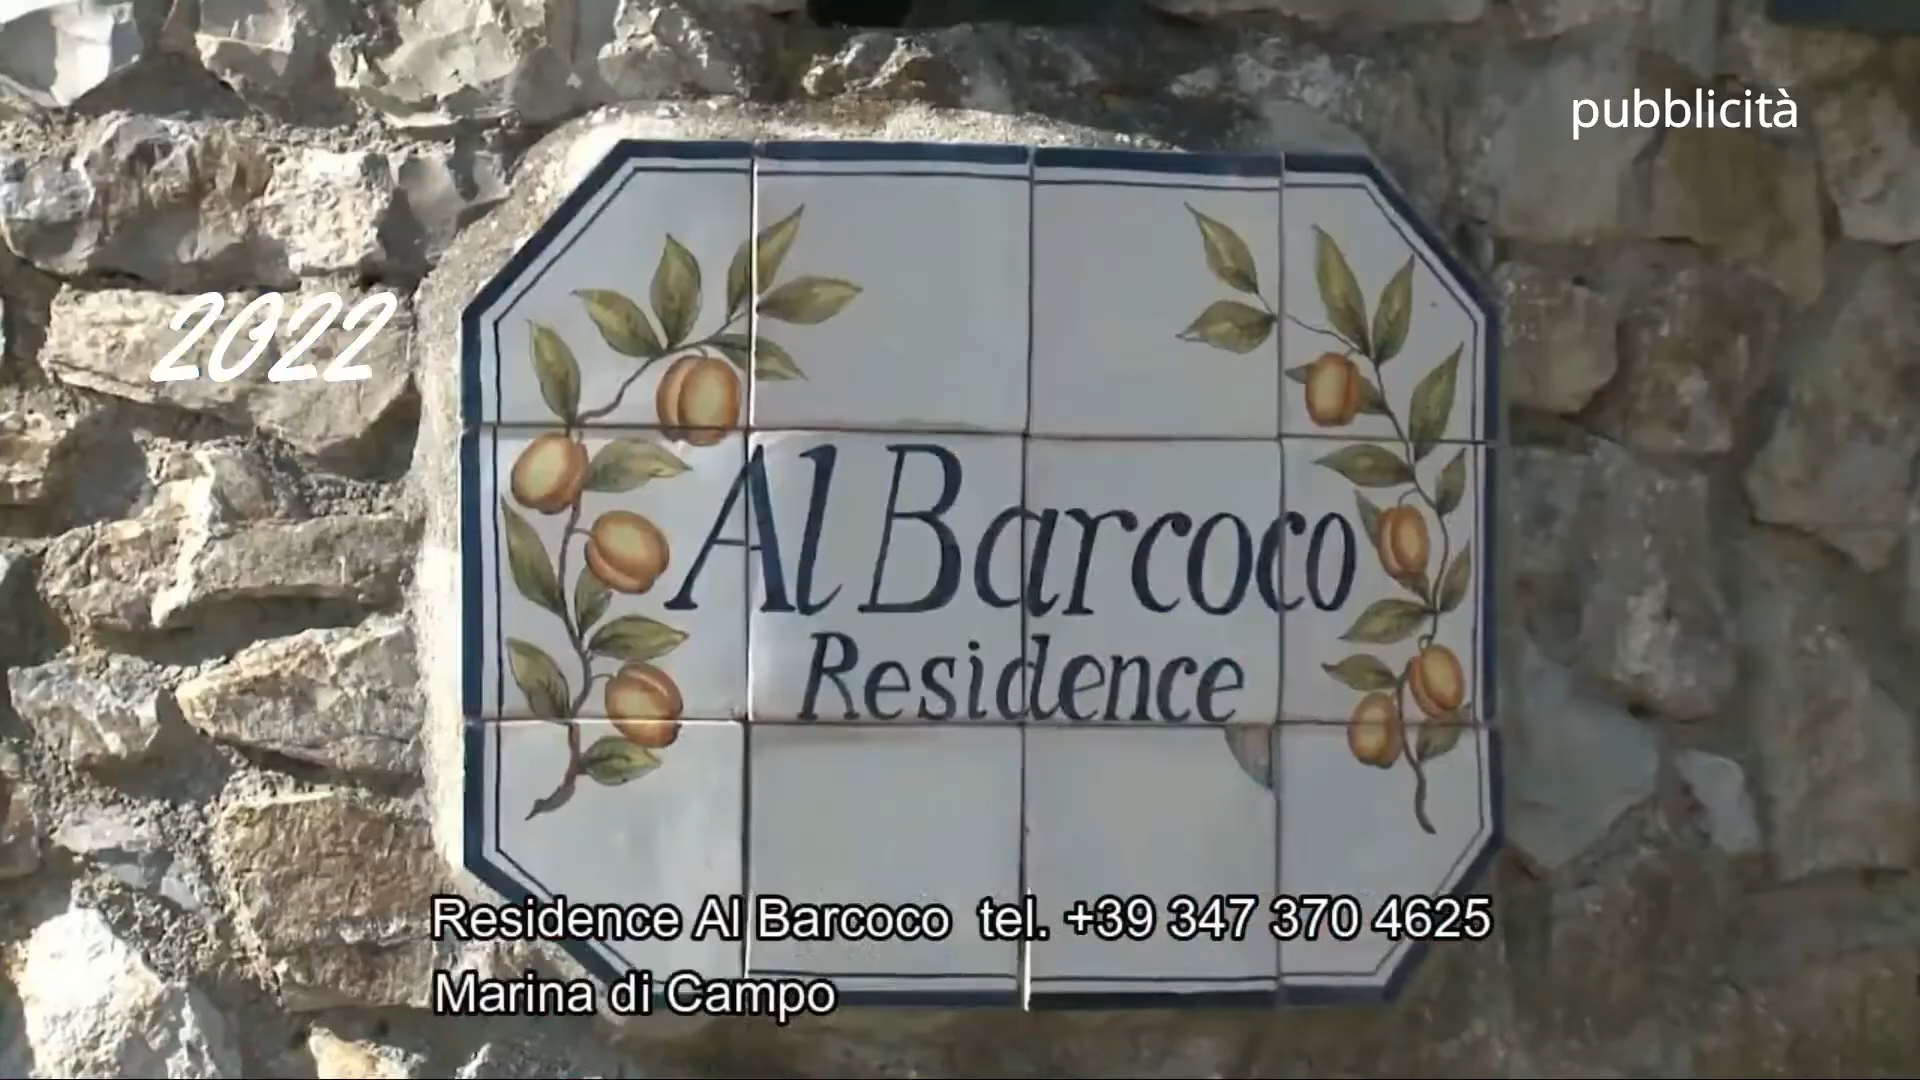 pubblicità
2022
Al Barcoco
Residence
Residence Al Barcoco tel. +39 347 370 4625
Marina di Campo